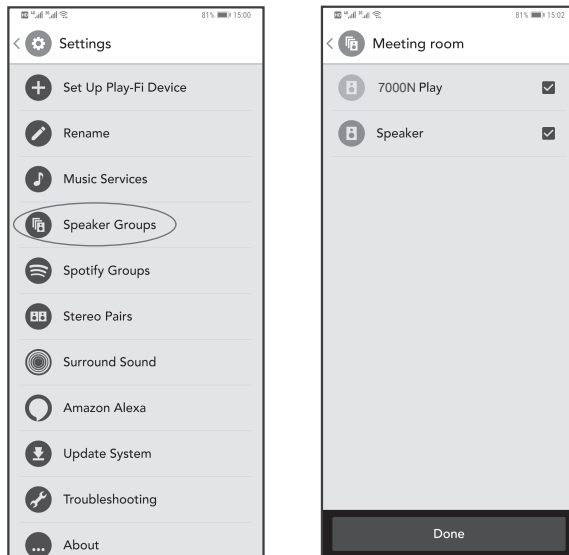 81% 15:00
Settings
Set Up Play-Fi Device
Rename
Music Services
Speaker Groups
Spotify Groups
Stereo Pairs
Surround Sound
Amazon Alexa
Update System
Troubleshooting
About
81% 15:02
Meeting room
7000N Play
Speaker
Done